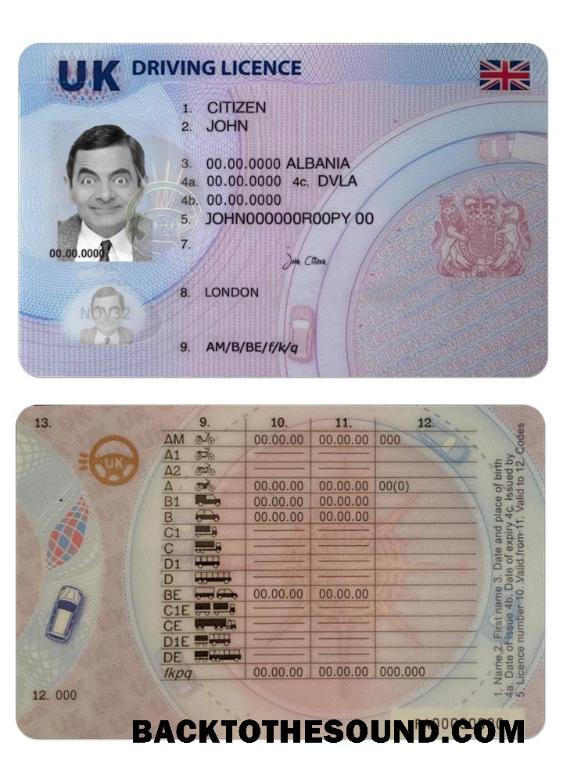 UK DRIVING LICENCE
1. CITIZEN
2. JOHN
3. 00.00.0000 ALBANIA
4a. 00.00.0000 4c. DVLA
4b. 00.00.0000
5. JOHN000000R00PY 00
00.00.0000
7. John Citizen
8. LONDON
NOV32
9. AM/B/BE/f/k/q
13.
9. 10. 11. 12.
UK
AM 00.00.00 00.00.00 000
A1
A2
A 00.00.00 00.00.00 00(0)
B1 00.00.00 00.00.00
B 00.00.00 00.00.00
C1
C
D1
D
BE 00.00.00 00.00.00
C1E
CE
D1E
DE
fkpq 00.00.00 00.00.00 000.000
12. 000
1. Name 2. First name 3. Date and place of birth
4a. Date of issue 4b. Date of expiry 4c. Issued by
5. Licence number 10. Valid from 11. Valid to 12. Codes
BACKTOTHESOUND.COM